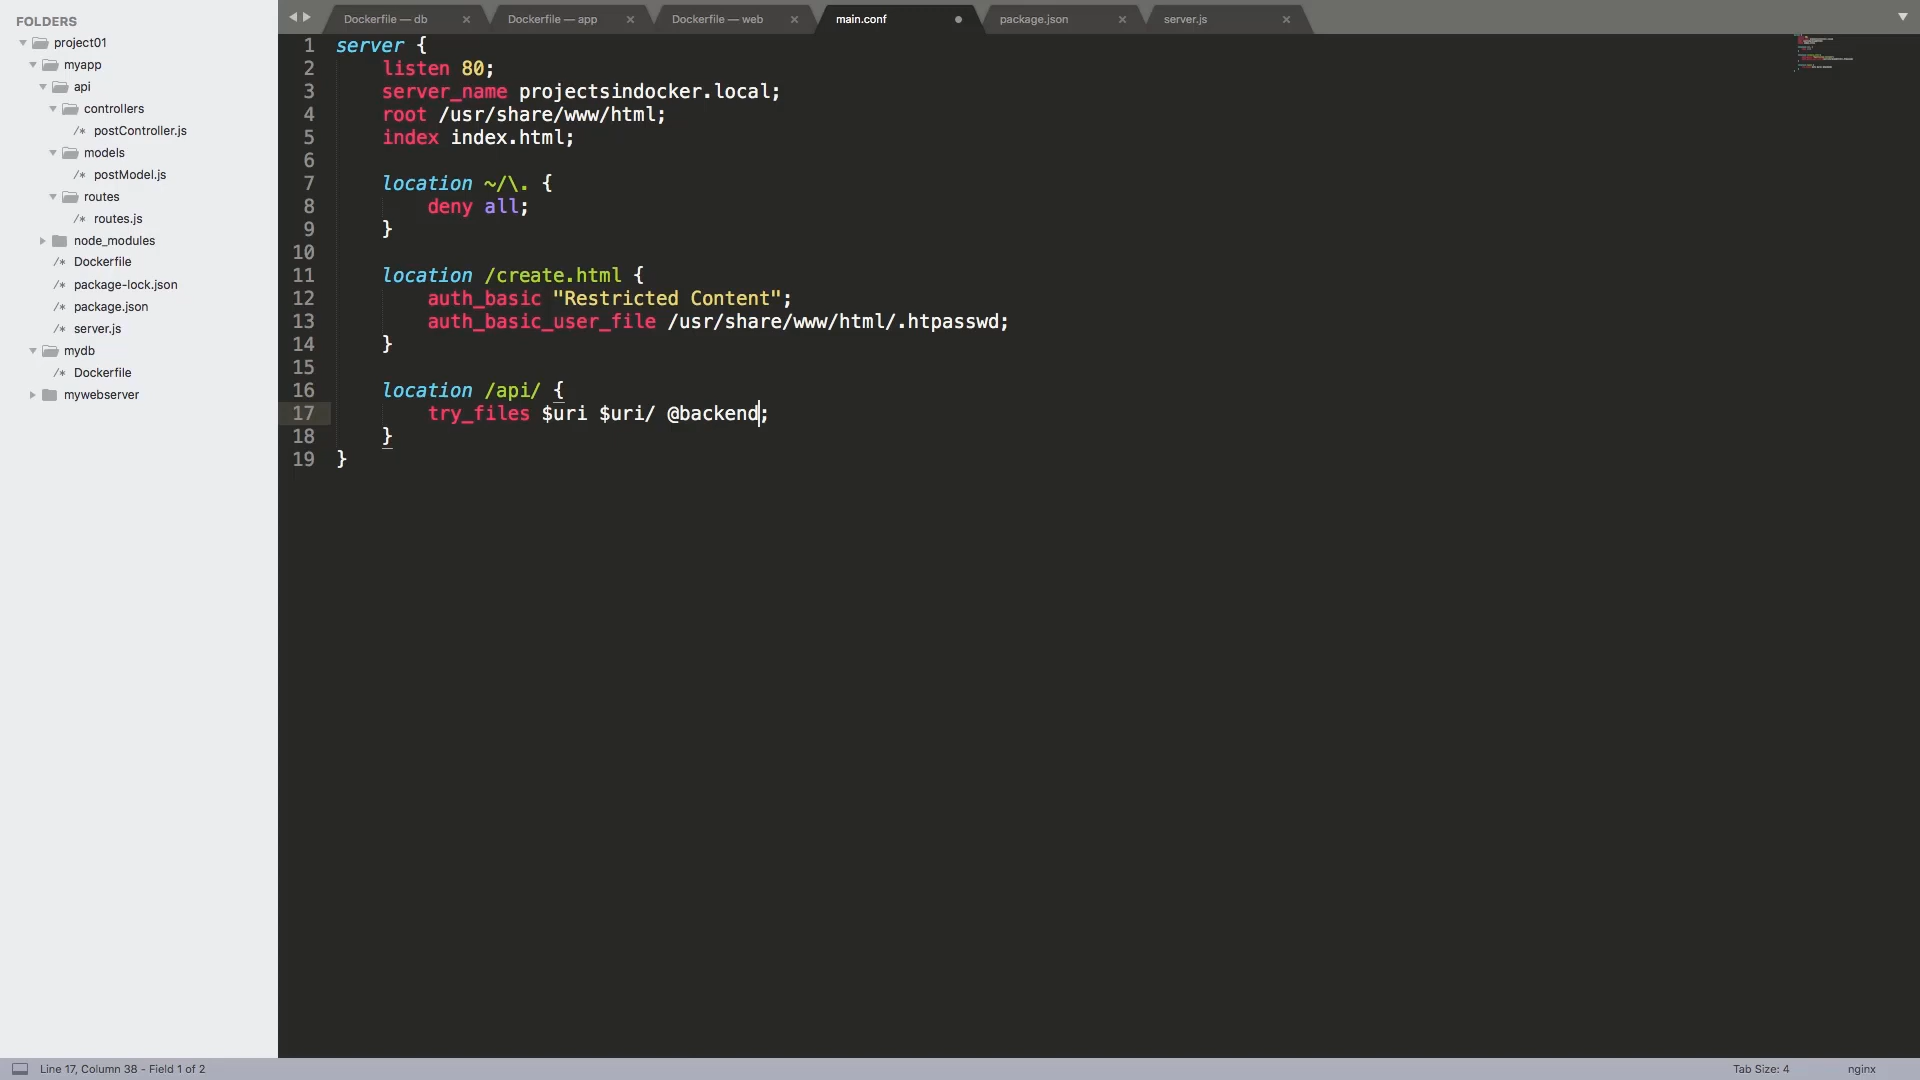 FOLDERS
project01
myapp
api
controllers
/* postController.js
models
/* postModel.js
routes
/* routes.js
node_modules
/* Dockerfile
/* package-lock.json
/* package.json
/* server.js
mydb
/* Dockerfile
mywebserver
Dockerfile — db × Dockerfile — app × Dockerfile — web × main.conf package.json × server.js ×
1 server {
2 listen 80;
3 server_name projectsindocker.local;
4 root /usr/share/www/html;
5 index index.html;
6
7 location ~/\. {
8 deny all;
9 }
10
11 location /create.html {
12 auth_basic "Restricted Content";
13 auth_basic_user_file /usr/share/www/html/.htpasswd;
14 }
15
16 location /api/ {
17 try_files $uri $uri/ @backend;
18 }
19 }
Line 17, Column 38 - Field 1 of 2 Tab Size: 4 nginx